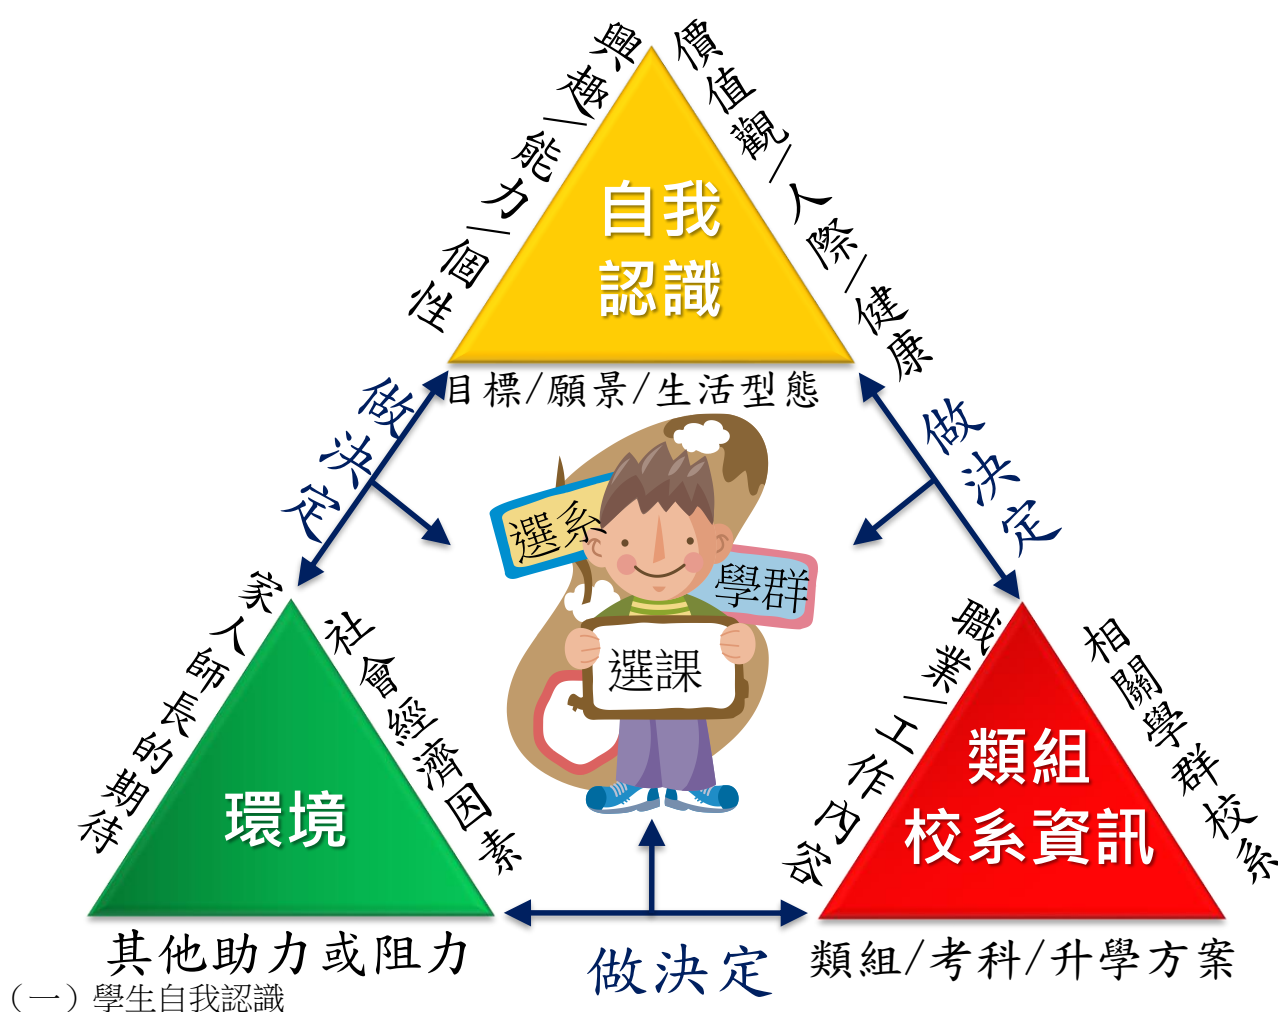 興趣/能力/個性
價值觀/人際/健康
自我
認識
目標/願景/生活型態
做決定
做決定
選系
學群
選課
家人師長的期待
社會經濟因素
環境
其他助力或阻力
職業/工作內容
相關學群校系
類組
校系資訊
類組/考科/升學方案
做決定
（一）學生自我認識